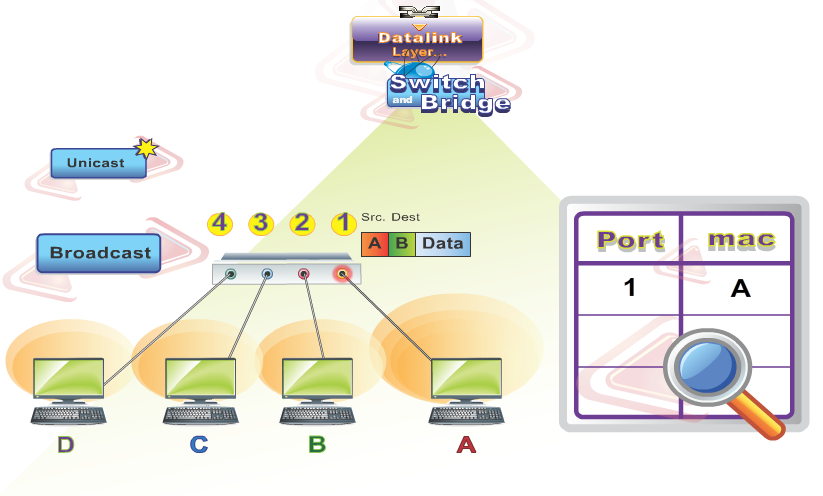 Datalink
Layer...
Switch
and Bridge
Unicast
Broadcast
4 3 2 1
Src. Dest
A B Data
Port mac
1 A
D C B A